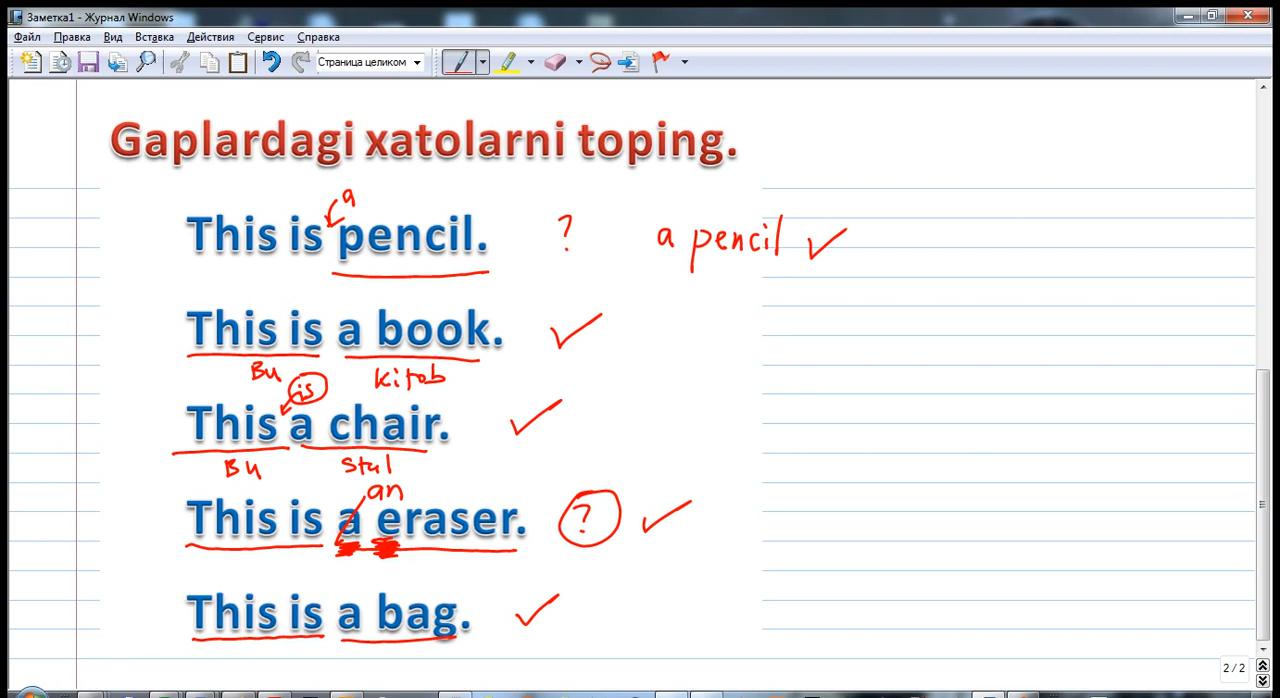 Заметка1 - Журнал Windows
Файл Правка Вид Вставка Действия Сервис Справка
Страница целиком
Gaplardagi xatolarni toping.
a
This is pencil. ? a pencil
This is a book.
Bu kitob
is
This a chair.
Bu stul
an
This is a eraser. ?
This is a bag.
2 / 2